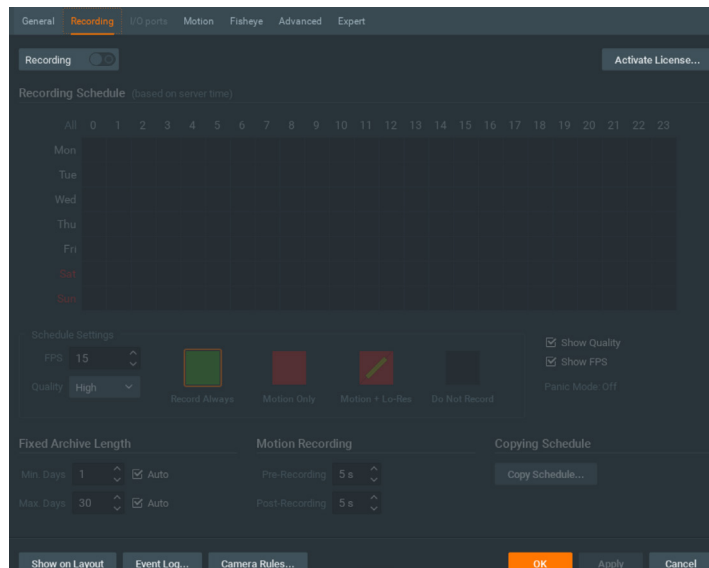 General Recording I/O ports Motion Fisheye Advanced Expert
Recording Activate License...
Recording Schedule (based on server time)
All 0 1 2 3 4 5 6 7 8 9 10 11 12 13 14 15 16 17 18 19 20 21 22 23
Mon
Tue
Wed
Thu
Fri
Sat
Sun
Schedule Settings
FPS 15
Quality High
Record Always Motion Only Motion + Lo-Res Do Not Record
Show Quality
Show FPS
Panic Mode: Off
Fixed Archive Length Motion Recording Copying Schedule
Min. Days 1 Auto Pre-Recording 5 s Copy Schedule...
Max. Days 30 Auto Post-Recording 5 s
Show on Layout Event Log... Camera Rules... OK Apply Cancel